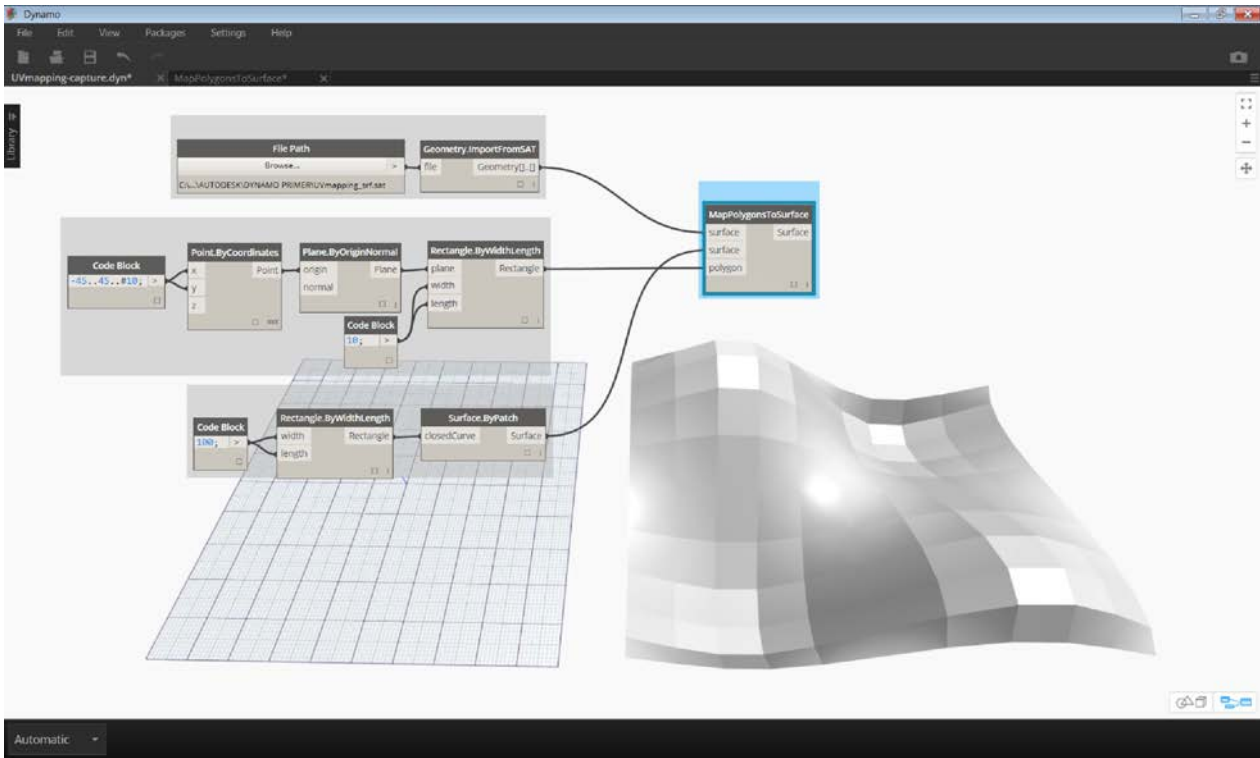 Dynamo
File Edit View Packages Settings Help
UVmapping-capture.dyn* MapPolygonsToSurface*
Library
File Path
Browse... >
C:\...\AUTODESK\DYNAMO PRIMER\UVmapping_srf.sat
Geometry.ImportFromSAT
file Geometry[]..[]
Code Block
-45..45..#10; >
Point.ByCoordinates
x Point
y
z
Plane.ByOriginNormal
origin Plane
normal
Rectangle.ByWidthLength
plane Rectangle
width
length
Code Block
10; >
MapPolygonsToSurface
surface Surface
surface
polygon
Code Block
100; >
Rectangle.ByWidthLength
width Rectangle
length
Surface.ByPatch
closedCurve Surface
Automatic